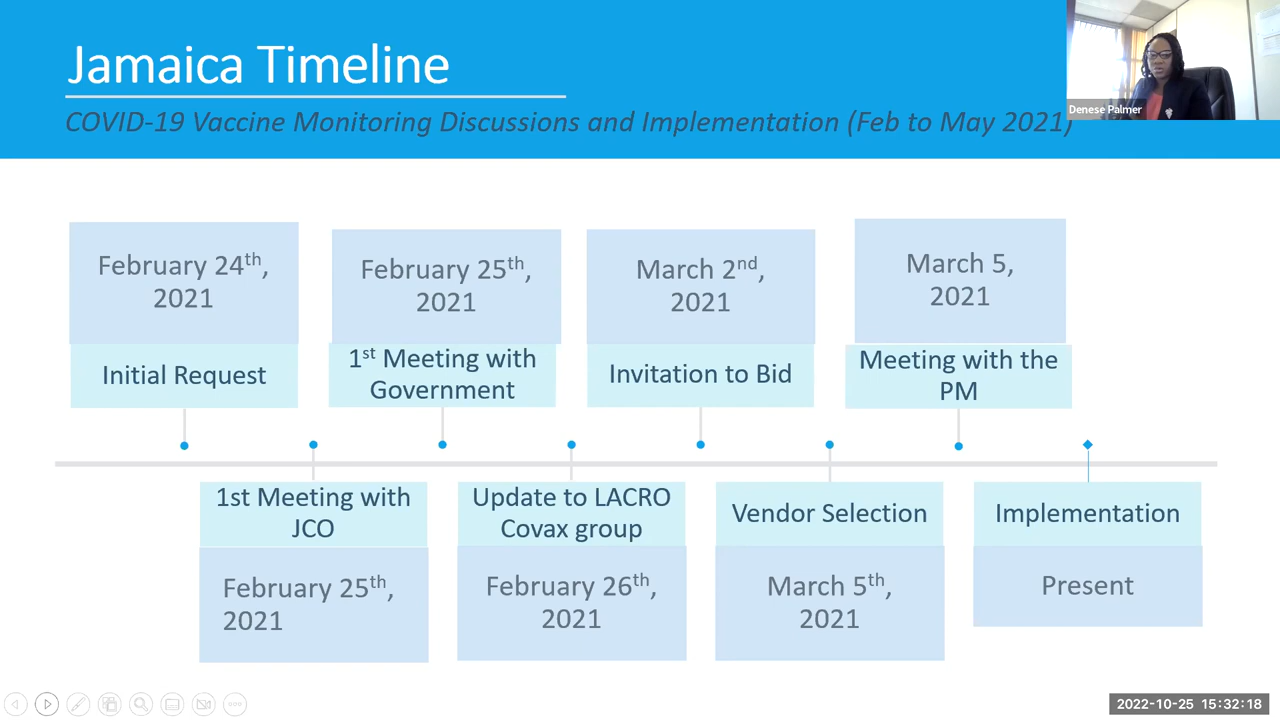 Jamaica Timeline
COVID-19 Vaccine Monitoring Discussions and Implementation (Feb to May 2021)
Denese Palmer
February 24th,
2021
Initial Request
February 25th,
2021
1st Meeting with
Government
March 2nd,
2021
Invitation to Bid
March 5,
2021
Meeting with the
PM
1st Meeting with
JCO
February 25th,
2021
Update to LACRO
Covax group
February 26th,
2021
Vendor Selection
March 5th,
2021
Implementation
Present
2022-10-25 15:32:18